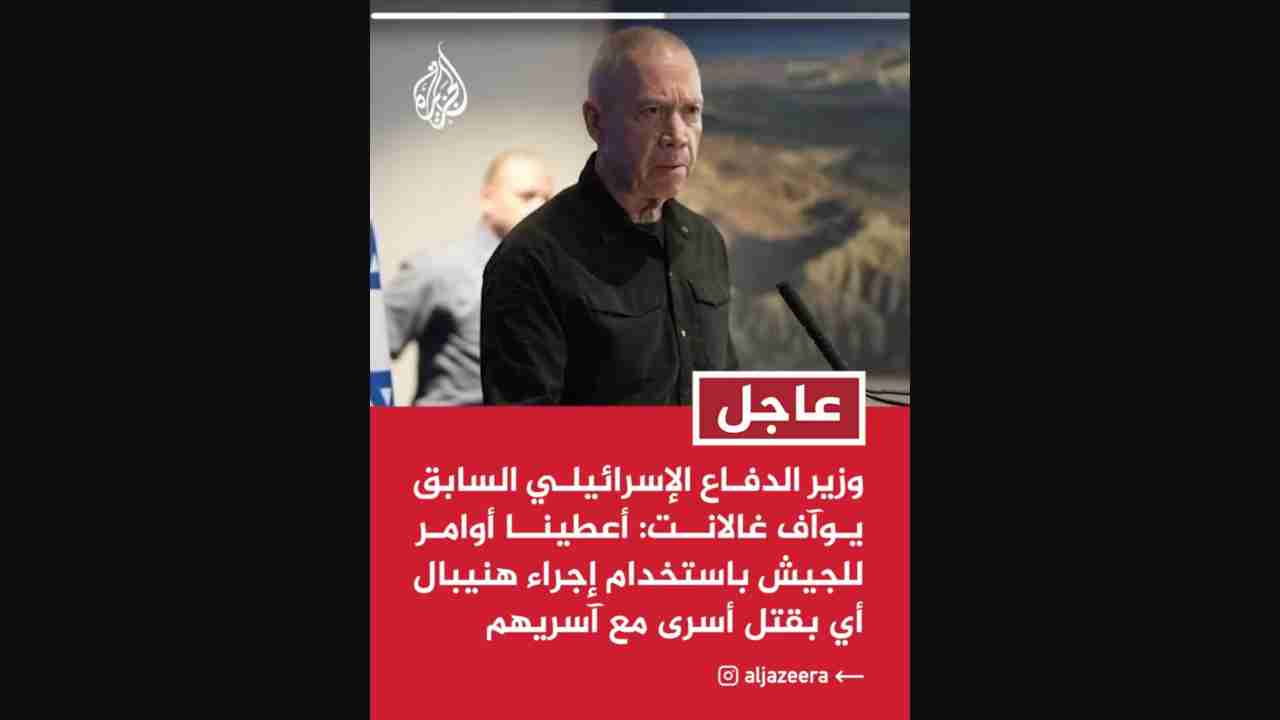 الجزيرة
عاجل
وزير الدفـاع الإسرائيلـي السابق
يـوآف غالانـــت: أعطينــا أوامـر
للجيش باستخدام إجراء هنيبال
أي بقتل أسرى مع آسريهم
aljazeera